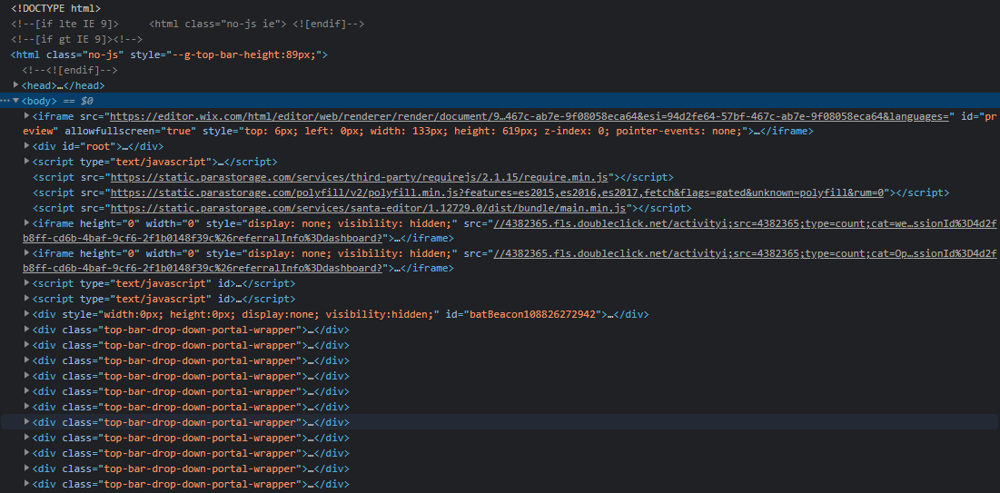 <!DOCTYPE html>
<!--[if lte IE 9]>     <html class="no-js ie"> <![endif]-->
<!--[if gt IE 9]><!-->
<html class="no-js" style="--g-top-bar-height:89px;">
<!--<![endif]-->
<head>…</head>
<body> == $0
<iframe src="https://editor.wix.com/html/editor/web/renderer/render/document/9…467c-ab7e-9f08058eca64&esi=94d2fe64-57bf-467c-ab7e-9f08058eca64&languages=" id="pr
eview" allowfullscreen="true" style="top: 6px; left: 0px; width: 133px; height: 619px; z-index: 0; pointer-events: none;">…</iframe>
<div id="root">…</div>
<script type="text/javascript">…</script>
<script src="https://static.parastorage.com/services/third-party/requirejs/2.1.15/require.min.js"></script>
<script src="https://static.parastorage.com/polyfill/v2/polyfill.min.js?features=es2015,es2016,es2017,fetch&flags=gated&unknown=polyfill&rum=0"></script>
<script src="https://static.parastorage.com/services/santa-editor/1.12729.0/dist/bundle/main.min.js"></script>
<iframe height="0" width="0" style="display: none; visibility: hidden;" src="//4382365.fls.doubleclick.net/activityi;src=4382365;type=count;cat=we…ssionId%3D4d2f
b8ff-cd6b-4baf-9cf6-2f1b0148f39c%26referralInfo%3Ddashboard?">…</iframe>
<iframe height="0" width="0" style="display: none; visibility: hidden;" src="//4382365.fls.doubleclick.net/activityi;src=4382365;type=count;cat=Op…ssionId%3D4d2f
b8ff-cd6b-4baf-9cf6-2f1b0148f39c%26referralInfo%3Ddashboard?">…</iframe>
<script type="text/javascript" id>…</script>
<script type="text/javascript" id>…</script>
<div style="width:0px; height:0px; display:none; visibility:hidden;" id="batBeacon108826272942">…</div>
<div class="top-bar-drop-down-portal-wrapper">…</div>
<div class="top-bar-drop-down-portal-wrapper">…</div>
<div class="top-bar-drop-down-portal-wrapper">…</div>
<div class="top-bar-drop-down-portal-wrapper">…</div>
<div class="top-bar-drop-down-portal-wrapper">…</div>
<div class="top-bar-drop-down-portal-wrapper">…</div>
<div class="top-bar-drop-down-portal-wrapper">…</div>
<div class="top-bar-drop-down-portal-wrapper">…</div>
<div class="top-bar-drop-down-portal-wrapper">…</div>
<div class="top-bar-drop-down-portal-wrapper">…</div>
<div class="top-bar-drop-down-portal-wrapper">…</div>